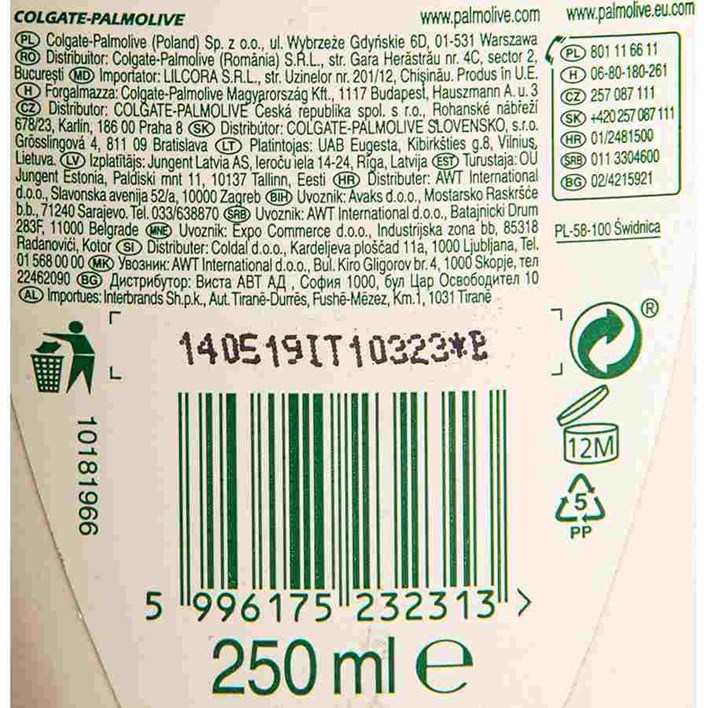 COLGATE-PALMOLIVE www.palmolive.com www.palmolive.eu.com
PL Colgate-Palmolive (Poland) Sp. z o.o., ul. Wybrzeże Gdyńskie 6D, 01-531 Warszawa
RO Distribuitor: Colgate-Palmolive (România) S.R.L., str. Gara Herăstrău nr. 4C, sector 2,
București MD Importator: LILCORA S.R.L., str. Uzinelor nr. 201/12, Chișinău. Produs în U.E.
H Forgalmazza: Colgate-Palmolive Magyarország Kft., 1117 Budapest, Hauszmann A. u. 3
CZ Distributor: COLGATE-PALMOLIVE Česká republika spol. s r.o., Rohanské nábřeží
678/23, Karlín, 186 00 Praha 8 SK Distribútor: COLGATE-PALMOLIVE SLOVENSKO, s.r.o.
Grösslingová 4, 811 09 Bratislava LT Platintojas: UAB Eugesta, Kibirkšties g.8, Vilnius,
Lietuva. LV Izplatītājs: Jungent Latvia AS, Ieroču iela 14-24, Rīga, Latvija EST Turustaja: OÜ
Jungent Estonia, Paldiski mnt 11, 10137 Tallinn, Eesti HR Distributer: AWT International
d.o.o., Slavonska avenija 52/a, 10000 Zagreb BIH Uvoznik: Avaks d.o.o., Mostarsko Raskršće
b.b., 71240 Sarajevo. Tel. 033/638870 SRB Uvoznik: AWT International d.o.o., Batajnicki Drum
283F, 11000 Belgrade MNE Uvoznik: Expo Commerce d.o.o., Industrijska zona bb, 85318
Radanovići, Kotor SI Distributer: Coldal d.o.o., Kardeljeva ploščad 11a, 1000 Ljubljana, Tel.
01 568 00 00 MK Увозник: AWT International d.o.o., Bul. Kiro Gligorov br. 4, 1000 Skopje, тел
22462090 BG Дистрибутор: Виста АВТ АД , София 1000, бул Цар Освободител 10
AL Importues: Interbrands Sh.p.k., Aut. Tiranë-Durrës, Fushë-Mëzez, Km.1, 1031 Tiranë
PL 801 11 66 11
H 06-80-180-261
CZ 257 087 111
SK +420 257 087 111
HR 01/2481500
SRB 011 3304600
BG 02/4215921
PL-58-100 Świdnica
140519IT10323*B
®
12M
5
PP
10181966
5 996175 232313 >
250 ml e